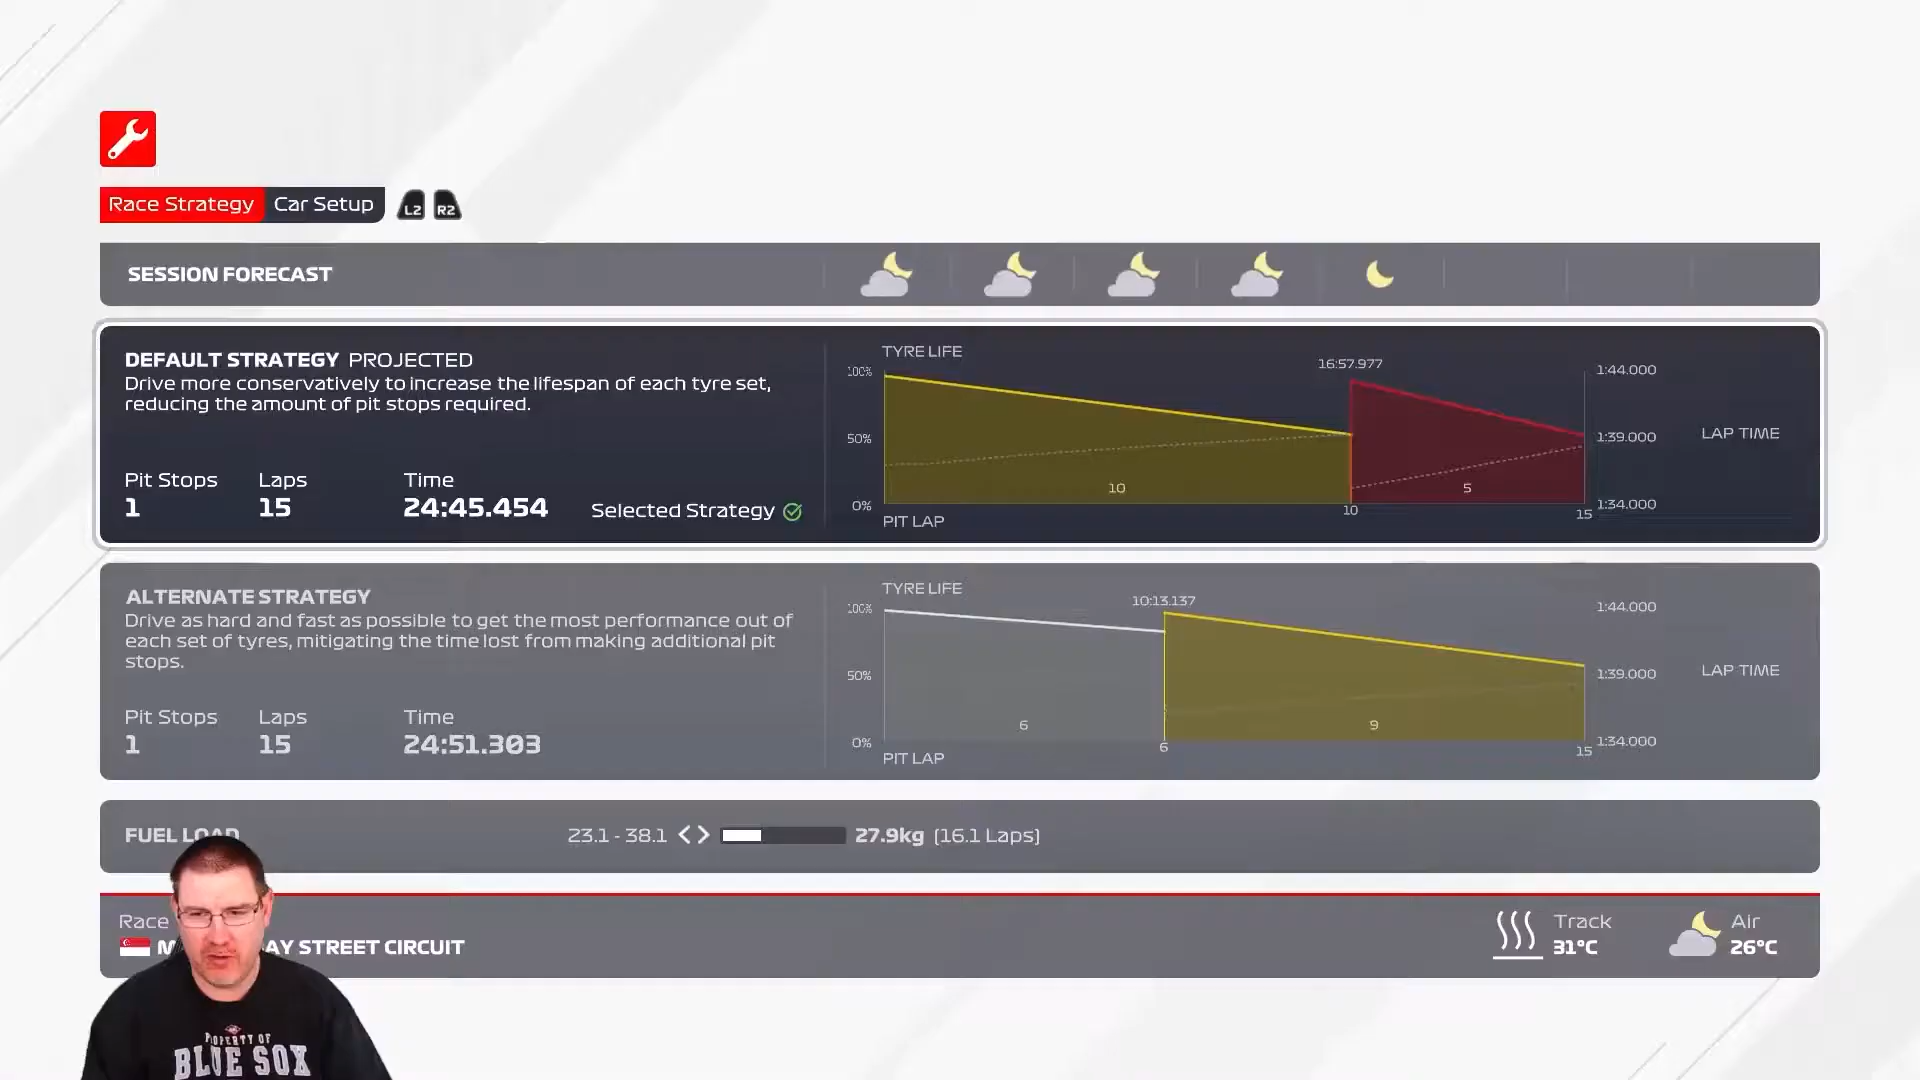 Race Strategy Car Setup L2 R2
SESSION FORECAST
DEFAULT STRATEGY PROJECTED
Drive more conservatively to increase the lifespan of each tyre set,
reducing the amount of pit stops required.
Pit Stops Laps Time
1 15 24:45.454 Selected Strategy
TYRE LIFE
16:57.977
100% 1:44.000
50% 1:39.000 LAP TIME
10 5
0% 10 15 1:34.000
PIT LAP
ALTERNATE STRATEGY
Drive as hard and fast as possible to get the most performance out of
each set of tyres, mitigating the time lost from making additional pit
stops.
Pit Stops Laps Time
1 15 24:51.303
TYRE LIFE
10:13.137
100% 1:44.000
50% 1:39.000 LAP TIME
6 9
0% 6 15 1:34.000
PIT LAP
FUEL LOAD 23.1 - 38.1 27.9kg (16.1 Laps)
Race
AY STREET CIRCUIT
Track
31°C
Air
26°C
PROPERTY OF
BLUE SOX